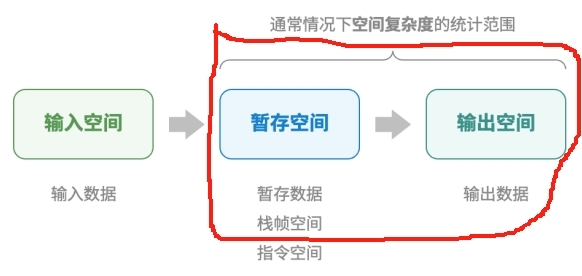 通常情况下空间复杂度的统计范围
输入空间
暂存空间
输出空间
输入数据
暂存数据
输出数据
栈帧空间
指令空间